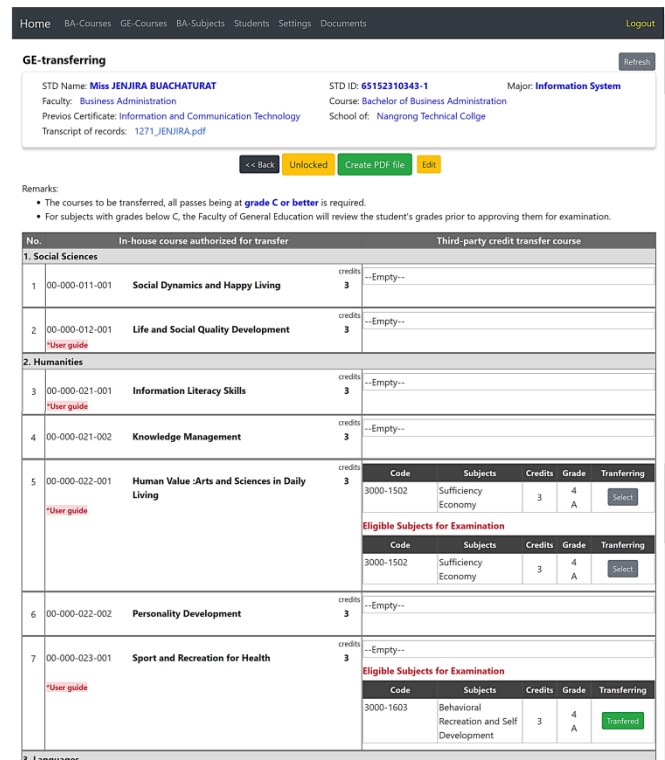 Home BA-Courses GE-Courses BA-Subjects Students Settings Documents Logout
GE-transferring Refresh
STD Name: Miss JENJIRA BUACHATURAT STD ID: 65152310343-1 Major: Information System
Faculty: Business Administration Course: Bachelor of Business Administration
Previos Certificate: Information and Communication Technology School of: Nangrong Technical Collge
Transcript of records: 1271_JENJIRA.pdf
<< Back Unlocked Create PDF file Edit
Remarks:
• The courses to be transferred, all passes being at grade C or better is required.
• For subjects with grades below C, the Faculty of General Education will review the student's grades prior to approving them for examination.
No. In-house course authorized for transfer Third-party credit transfer course
1. Social Sciences
credits
1 00-000-011-001 Social Dynamics and Happy Living 3 --Empty--
credits
2 00-000-012-001 Life and Social Quality Development 3 --Empty--
*User guide
2. Humanities
credits
3 00-000-021-001 Information Literacy Skills 3 --Empty--
*User guide
credits
4 00-000-021-002 Knowledge Management 3 --Empty--
credits
5 00-000-022-001 Human Value :Arts and Sciences in Daily Living 3
*User guide
Code Subjects Credits Grade Tranferring
3000-1502 Sufficiency Economy 3 4 A Select
Eligible Subjects for Examination
Code Subjects Credits Grade Tranferring
3000-1502 Sufficiency Economy 3 4 A Select
credits
6 00-000-022-002 Personality Development 3 --Empty--
credits
7 00-000-023-001 Sport and Recreation for Health 3 --Empty--
*User guide
Eligible Subjects for Examination
Code Subjects Credits Grade Transferring
3000-1603 Behavioral Recreation and Self Development 3 4 A Tranfered
3. Languages